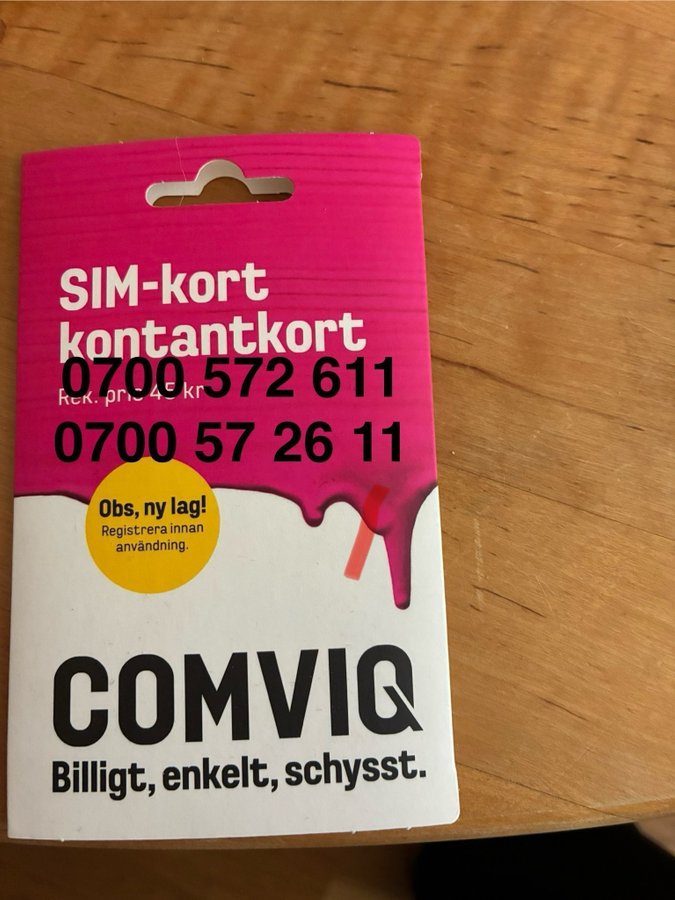 SIM-kort
kontantkort
0700 572 611
Rek. pris 45 kr
0700 57 26 11
Obs, ny lag!
Registrera innan
användning.
COMVIQ
Billigt, enkelt, schysst.